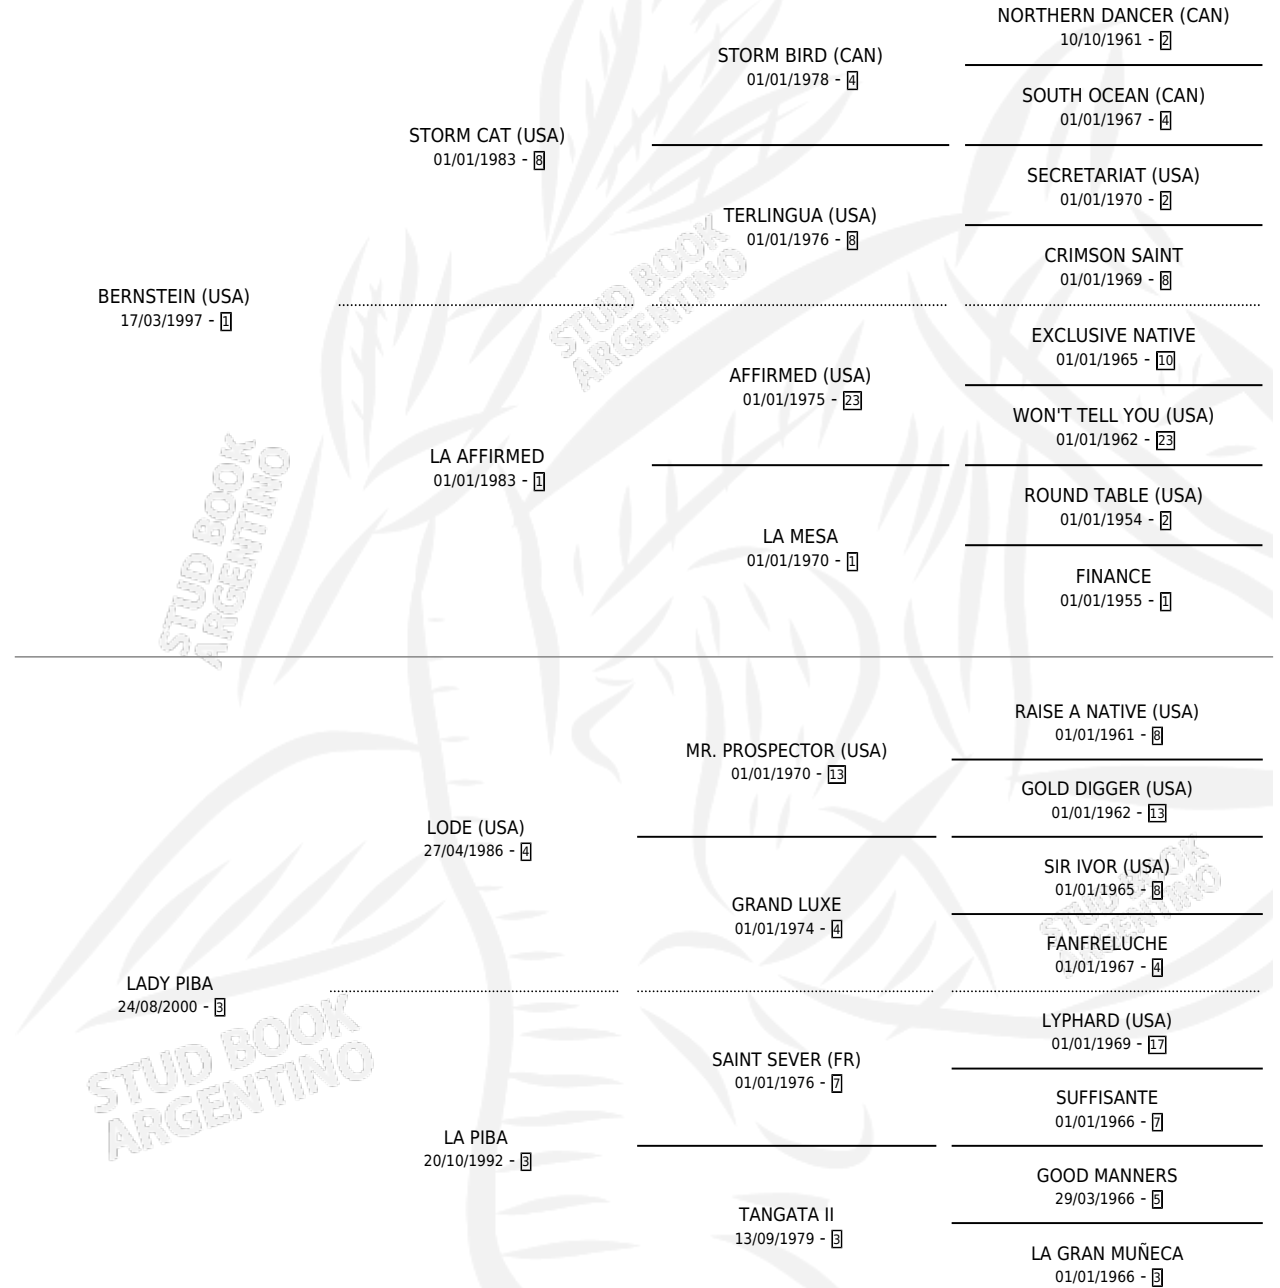 NORTHERN DANCER (CAN)
10/10/1961 - 2
STORM BIRD (CAN)
01/01/1978 - 4
SOUTH OCEAN (CAN)
01/01/1967 - 4
STORM CAT (USA)
01/01/1983 - 8
SECRETARIAT (USA)
01/01/1970 - 2
TERLINGUA (USA)
01/01/1976 - 8
CRIMSON SAINT
01/01/1969 - 8
BERNSTEIN (USA)
17/03/1997 - 1
STUD BOOK
ARGENTINO
EXCLUSIVE NATIVE
01/01/1965 - 10
AFFIRMED (USA)
01/01/1975 - 23
WON'T TELL YOU (USA)
01/01/1962 - 23
LA AFFIRMED
01/01/1983 - 1
ROUND TABLE (USA)
01/01/1954 - 2
LA MESA
01/01/1970 - 1
FINANCE
01/01/1955 - 1
STUD BOOK
ARGENTINO
RAISE A NATIVE (USA)
01/01/1961 - 8
MR. PROSPECTOR (USA)
01/01/1970 - 13
GOLD DIGGER (USA)
01/01/1962 - 13
LODE (USA)
27/04/1986 - 4
SIR IVOR (USA)
01/01/1965 - 8
GRAND LUXE
01/01/1974 - 4
STUD BOOK
ARGENTINO
FANFRELUCHE
01/01/1967 - 4
LADY PIBA
24/08/2000 - 3
LYPHARD (USA)
01/01/1969 - 17
SAINT SEVER (FR)
01/01/1976 - 7
SUFFISANTE
01/01/1966 - 7
STUD BOOK
ARGENTINO
LA PIBA
20/10/1992 - 3
GOOD MANNERS
29/03/1966 - 5
TANGATA II
13/09/1979 - 3
LA GRAN MUÑECA
01/01/1966 - 3